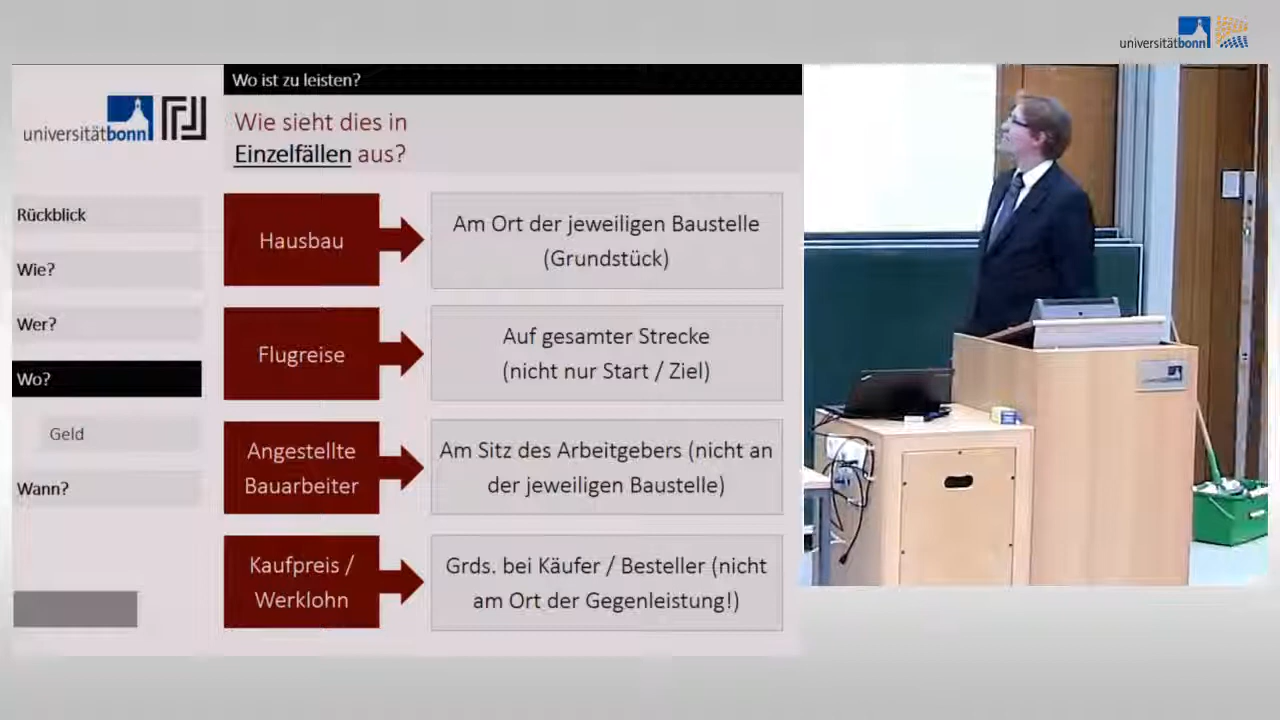 universitätbonn
Wo ist zu leisten?
universitätbonn
Wie sieht dies in
Einzelfällen aus?
Rückblick
Wie?
Wer?
Wo?
Geld
Wann?
Hausbau
Am Ort der jeweiligen Baustelle
(Grundstück)
Flugreise
Auf gesamter Strecke
(nicht nur Start / Ziel)
Angestellte
Bauarbeiter
Am Sitz des Arbeitgebers (nicht an
der jeweiligen Baustelle)
Kaufpreis /
Werklohn
Grds. bei Käufer / Besteller (nicht
am Ort der Gegenleistung!)